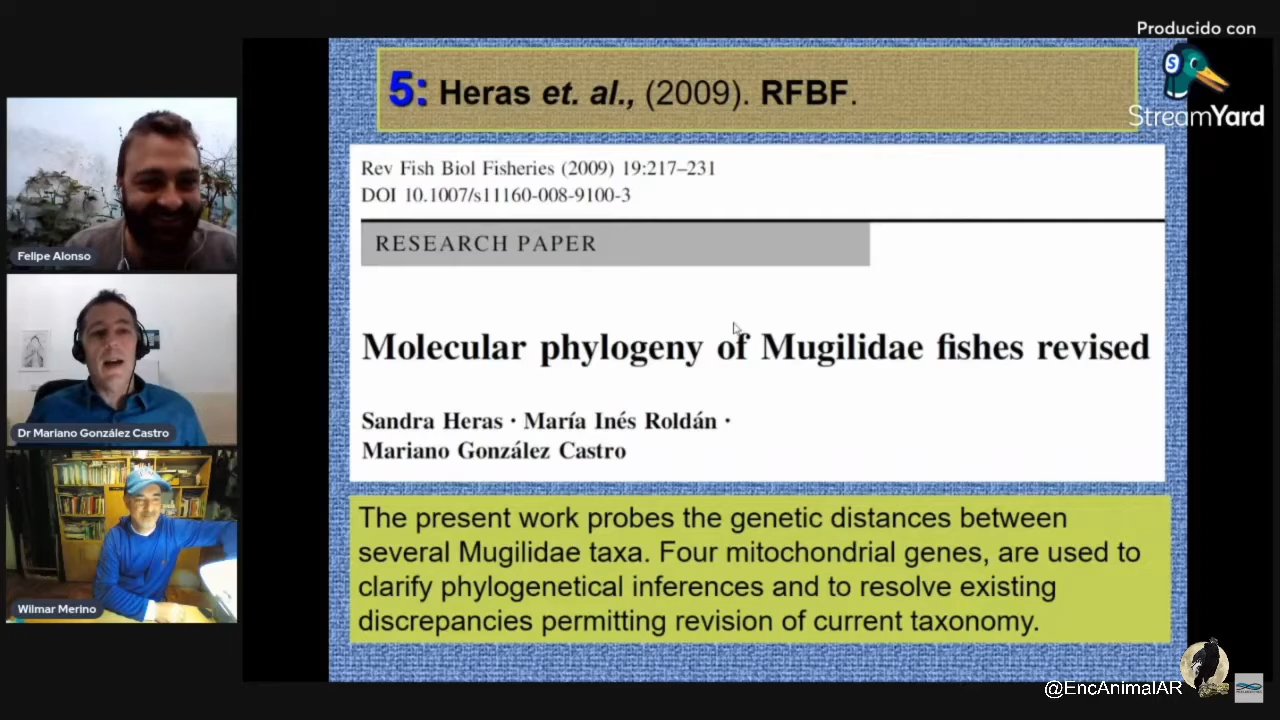 Producido con
StreamYard
5: Heras et. al., (2009). RFBF.
Rev Fish Biol Fisheries (2009) 19:217–231
DOI 10.1007/s11160-008-9100-3
RESEARCH PAPER
Molecular phylogeny of Mugilidae fishes revised
Sandra Heras · María Inés Roldán ·
Mariano González Castro
The present work probes the genetic distances between
several Mugilidae taxa. Four mitochondrial genes, are used to
clarify phylogenetical inferences and to resolve existing
discrepancies permitting revision of current taxonomy.
Felipe Alonso
Dr Mariano González Castro
Wilmar Merino
@EncAnimalAR